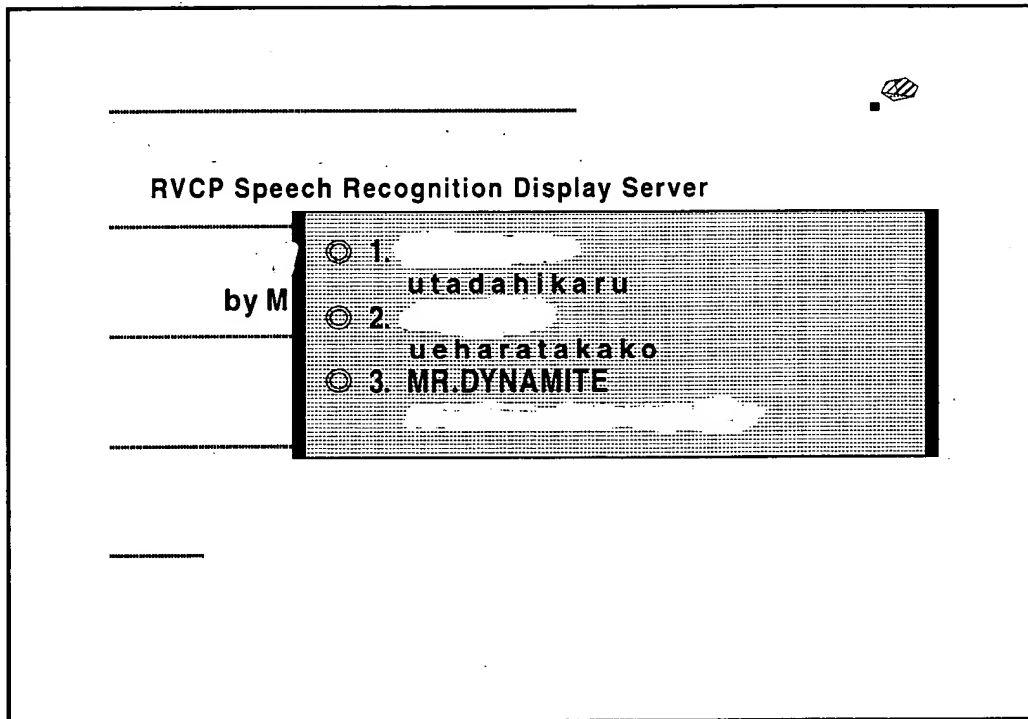 RVCP Speech Recognition Display Server
1.
utadahikaru
by M
2.
ueharatakako
3. MR.DYNAMITE